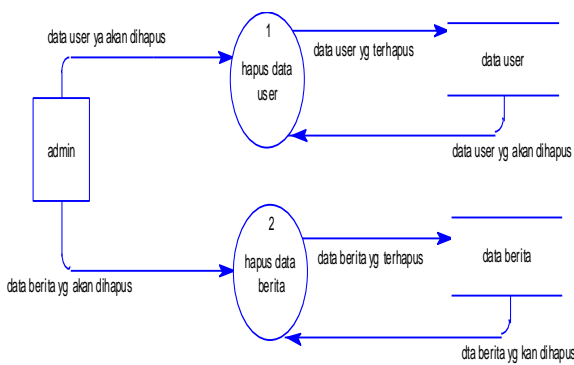 data user ya akan dihapus
1
hapus data
user
data user yg terhapus
data user
admin
data user yg akan dihapus
2
hapus data
berita
data berita yg terhapus
data berita
data berita yg akan dihapus
dta berita yg kan dihapus